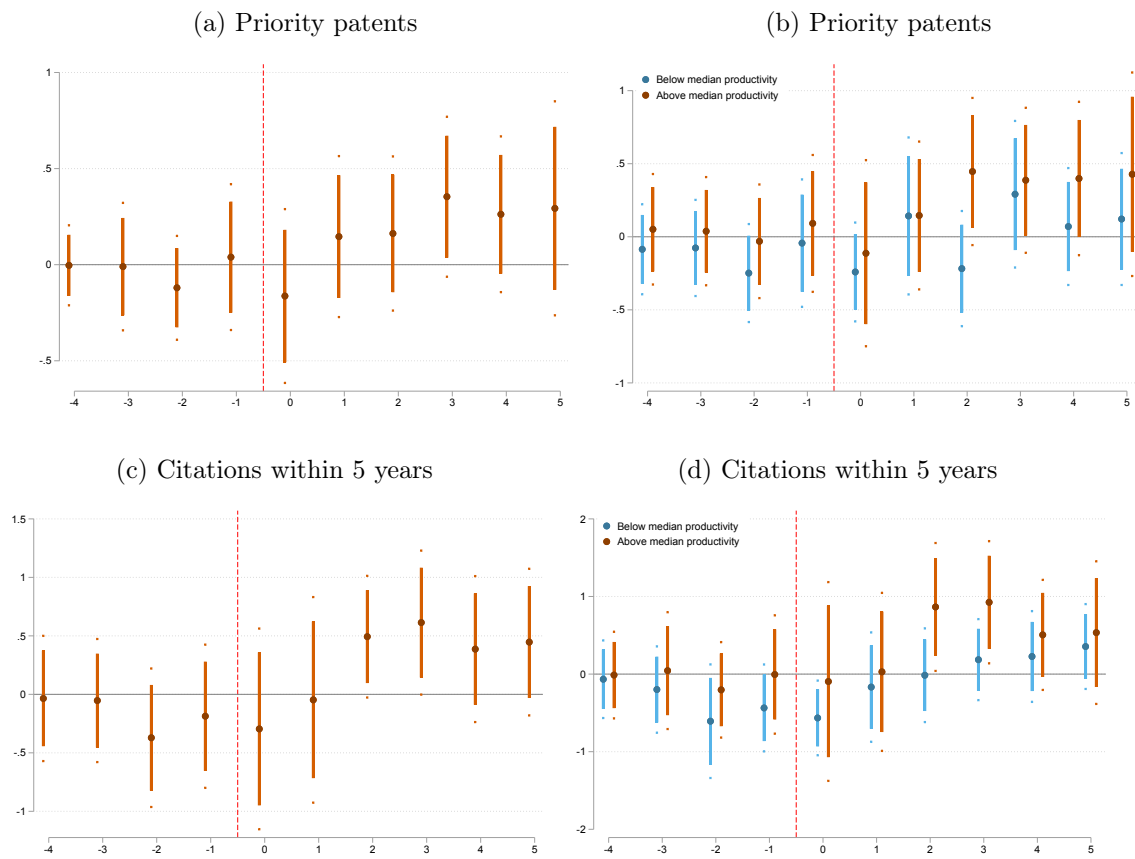 (a) Priority patents
1
.5
0
-.5
-4 -3 -2 -1 0 1 2 3 4 5
(b) Priority patents
Below median productivity
Above median productivity
1
.5
0
-.5
-1
-4 -3 -2 -1 0 1 2 3 4 5
(c) Citations within 5 years
1.5
1
.5
0
-.5
-1
-4 -3 -2 -1 0 1 2 3 4 5
(d) Citations within 5 years
Below median productivity
Above median productivity
2
1
0
-1
-2
-4 -3 -2 -1 0 1 2 3 4 5